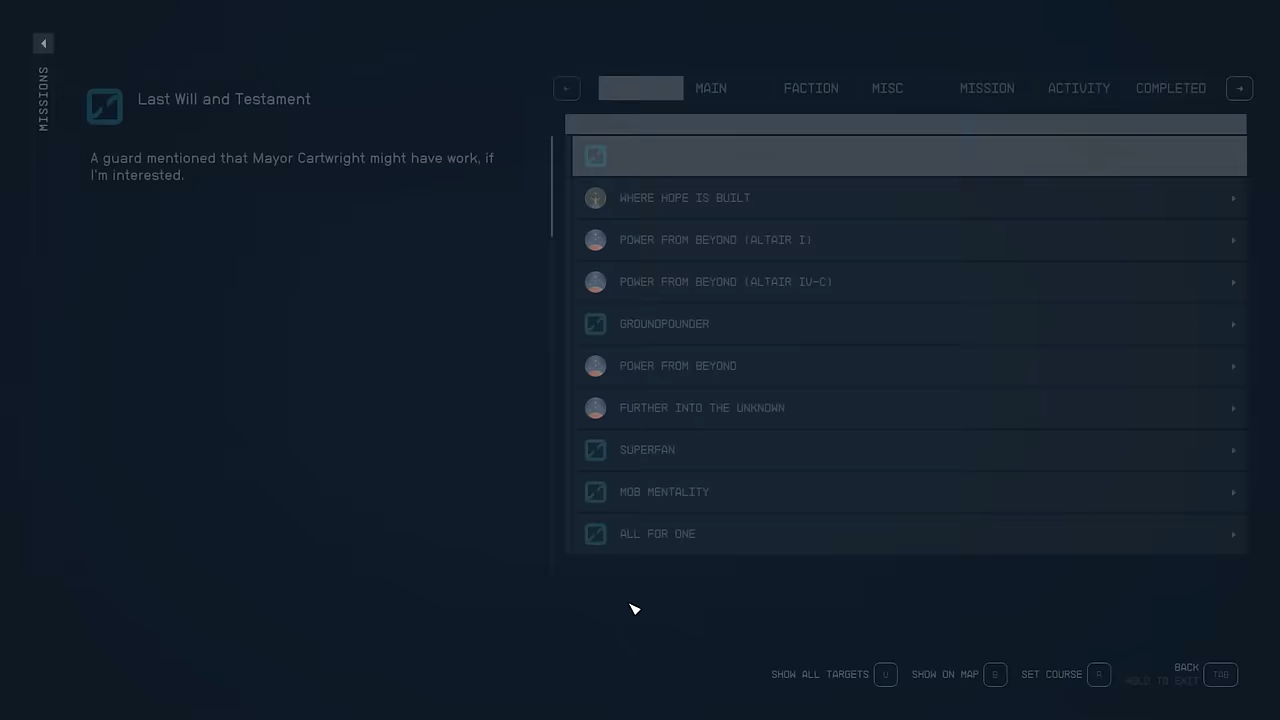 MISSIONS
Last Will and Testament
A guard mentioned that Mayor Cartwright might have work, if
I'm interested.
MAIN FACTION MISC MISSION ACTIVITY COMPLETED
WHERE HOPE IS BUILT
POWER FROM BEYOND (ALTAIR I)
POWER FROM BEYOND (ALTAIR IV-C)
GROUNDPOUNDER
POWER FROM BEYOND
FURTHER INTO THE UNKNOWN
SUPERFAN
MOB MENTALITY
ALL FOR ONE
SHOW ALL TARGETS SHOW ON MAP SET COURSE R BACK TAB
HOLD TO EXIT